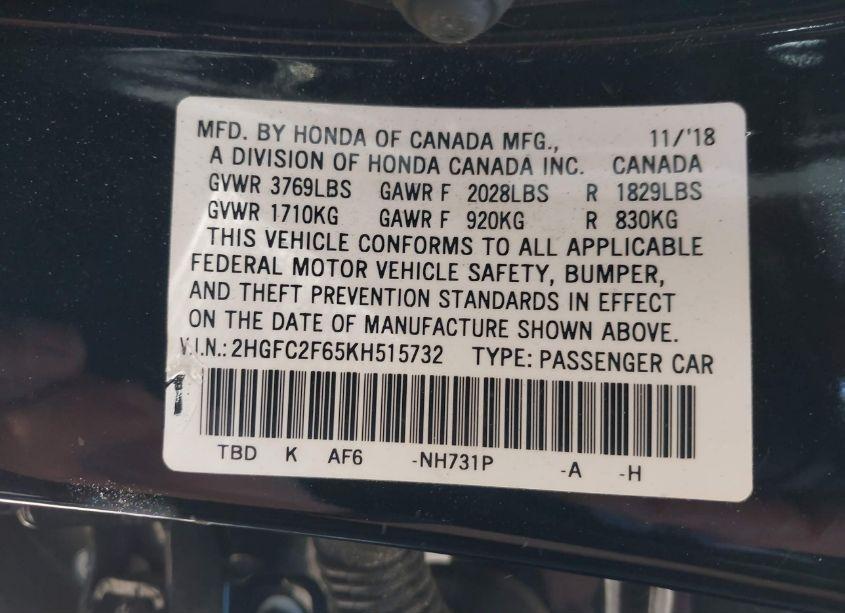 MFD. BY HONDA OF CANADA MFG., 11/'18
A DIVISION OF HONDA CANADA INC. CANADA
GVWR 3769LBS GAWR F 2028LBS R 1829LBS
GVWR 1710KG GAWR F 920KG R 830KG
THIS VEHICLE CONFORMS TO ALL APPLICABLE
FEDERAL MOTOR VEHICLE SAFETY, BUMPER,
AND THEFT PREVENTION STANDARDS IN EFFECT
ON THE DATE OF MANUFACTURE SHOWN ABOVE.
V.I.N.: 2HGFC2F65KH515732 TYPE: PASSENGER CAR
TBD K AF6 -NH731P -A -H